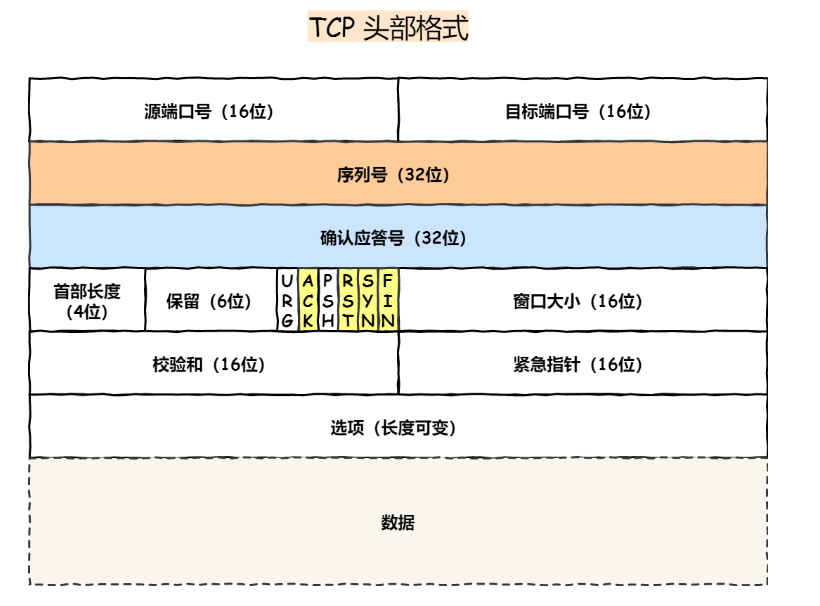 TCP 头部格式
源端口号（16位） 目标端口号（16位）
序列号（32位）
确认应答号（32位）
首部长度
（4位）
保留（6位）
URG ACK PSH RST SYN FIN
窗口大小（16位）
校验和（16位） 紧急指针（16位）
选项（长度可变）
数据